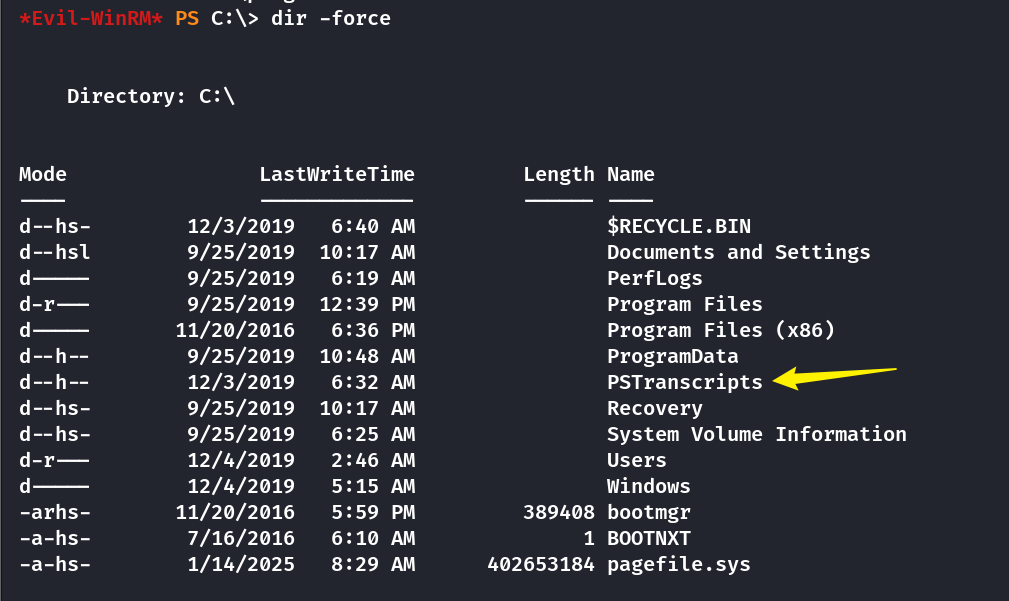 *Evil-WinRM* PS C:\> dir -force
Directory: C:\
Mode LastWriteTime Length Name
---- ------------- ------ ----
d--hs- 12/3/2019 6:40 AM $RECYCLE.BIN
d--hsl 9/25/2019 10:17 AM Documents and Settings
d----- 9/25/2019 6:19 AM PerfLogs
d-r--- 9/25/2019 12:39 PM Program Files
d----- 11/20/2016 6:36 PM Program Files (x86)
d--h-- 9/25/2019 10:48 AM ProgramData
d--h-- 12/3/2019 6:32 AM PSTranscripts
d--hs- 9/25/2019 10:17 AM Recovery
d--hs- 9/25/2019 6:25 AM System Volume Information
d-r--- 12/4/2019 2:46 AM Users
d----- 12/4/2019 5:15 AM Windows
-arhs- 11/20/2016 5:59 PM 389408 bootmgr
-a-hs- 7/16/2016 6:10 AM 1 BOOTNXT
-a-hs- 1/14/2025 8:29 AM 402653184 pagefile.sys